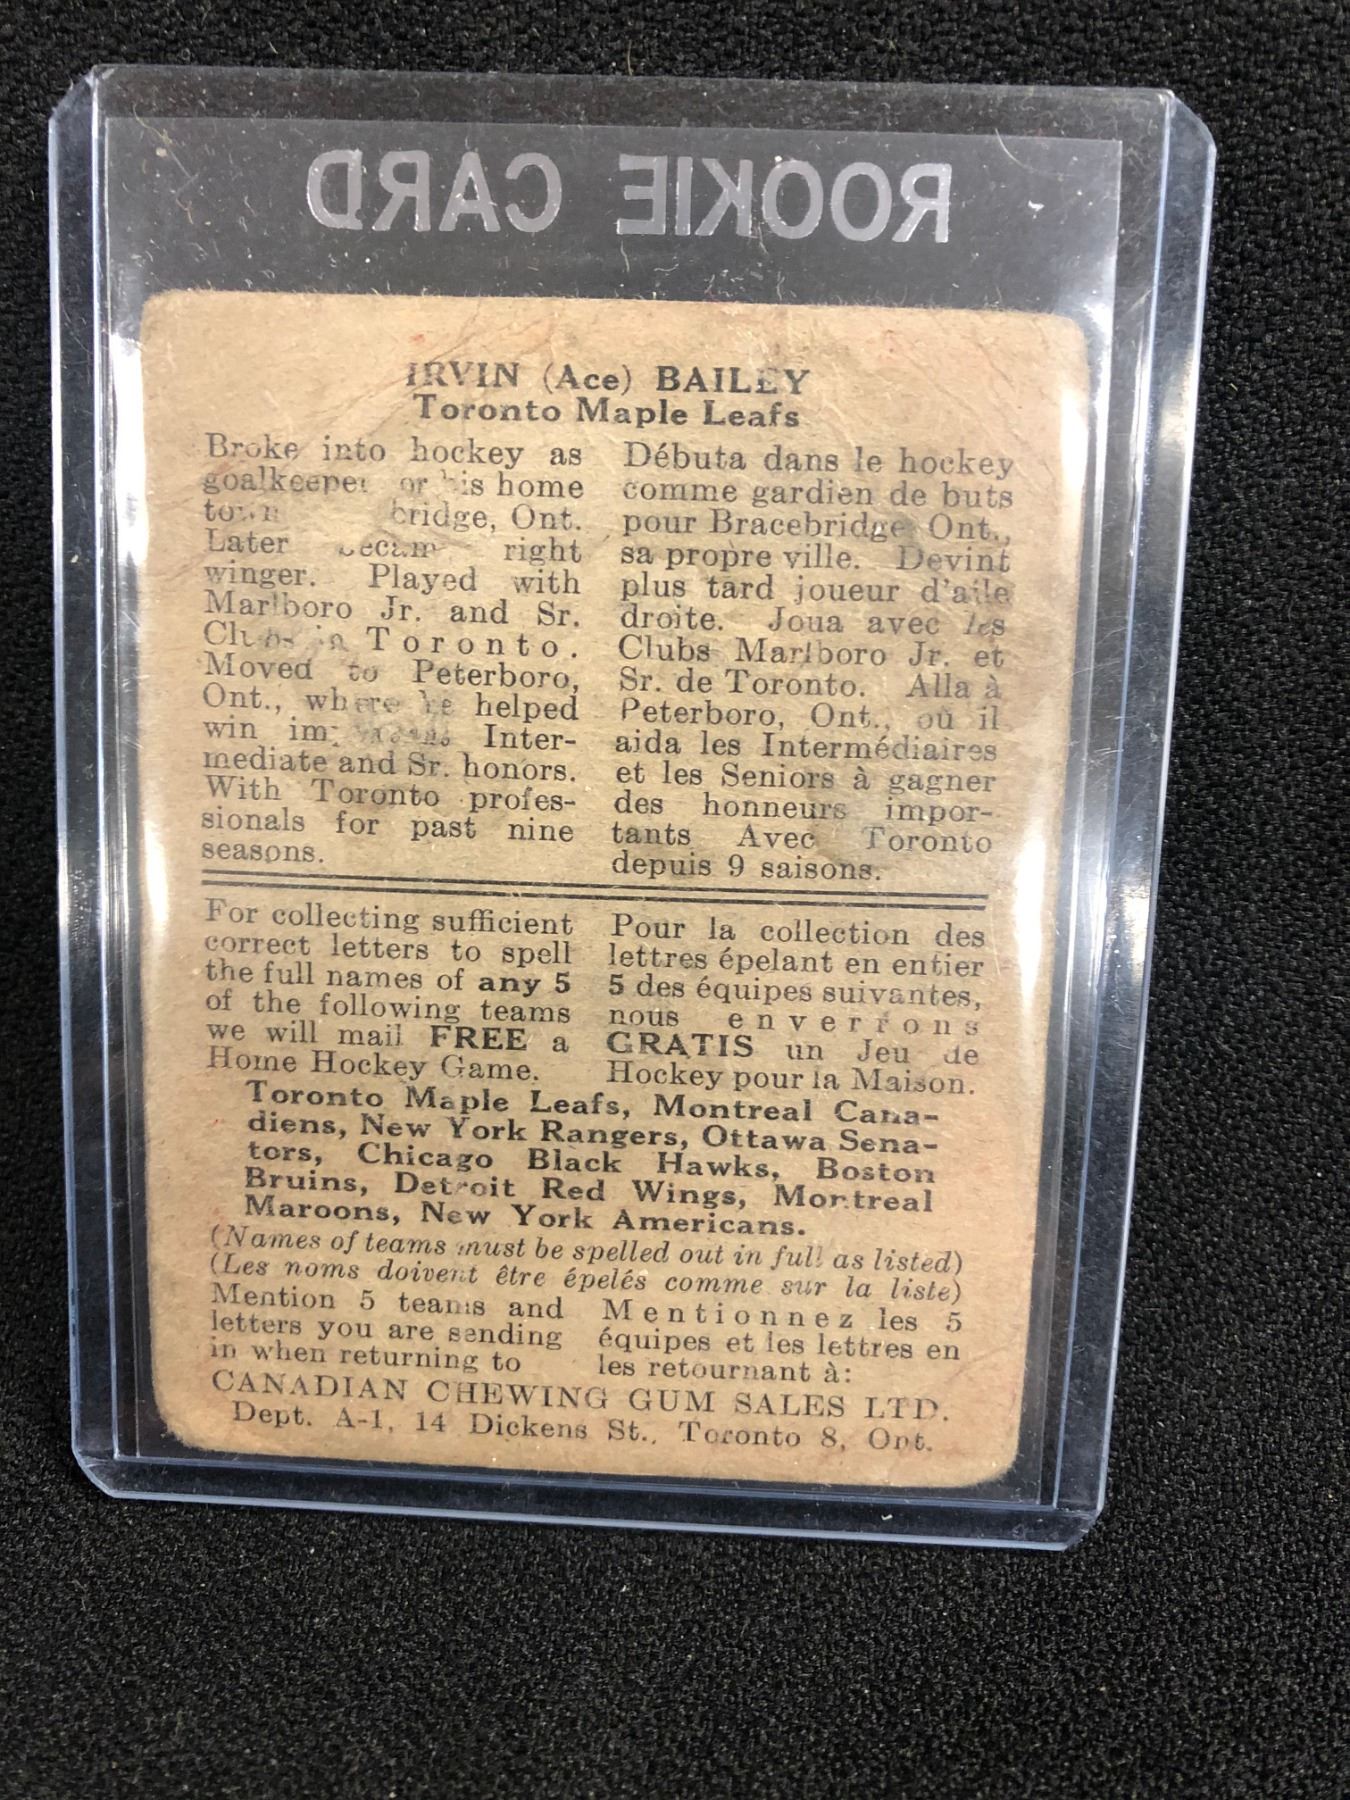 ROOKIE CARD
IRVIN (Ace) BAILEY
Toronto Maple Leafs
Broke into hockey as
goalkeeper his home
bridge, Ont.
Later right
winger. Played with
Marlboro Jr. and Sr.
Clubs in Toronto.
Moved to Peterboro,
Ont., where he helped
win Inter-
mediate and Sr. honors.
With Toronto profes-
sionals for past nine
seasons.
Débuta dans le hockey
comme gardien de buts
pour Bracebridge Ont.,
sa propre ville. Devint
plus tard joueur d'aile
droite. Joua avec les
Clubs Marlboro Jr. et
Sr. de Toronto. Alla à
Peterboro, Ont., où il
aida les Intermédiaires
et les Seniors à gagner
des honneurs impor-
tants Avec Toronto
depuis 9 saisons.
For collecting sufficient
correct letters to spell
the full names of any 5
of the following teams
we will mail FREE a
Home Hockey Game.
Pour la collection des
lettres épelant en entier
5 des équipes suivantes,
nous enverrons
GRATIS un Jeu de
Hockey pour la Maison.
Toronto Maple Leafs, Montreal Cana-
diens, New York Rangers, Ottawa Sena-
tors, Chicago Black Hawks, Boston
Bruins, Detroit Red Wings, Montreal
Maroons, New York Americans.
(Names of teams must be spelled out in full as listed)
(Les noms doivent être épelés comme sur la liste)
Mention 5 teams and
letters you are sending
in when returning to
Mentionnez les 5
équipes et les lettres en
les retournant à:
CANADIAN CHEWING GUM SALES LTD.
Dept. A-1, 14 Dickens St., Toronto 8, Ont.